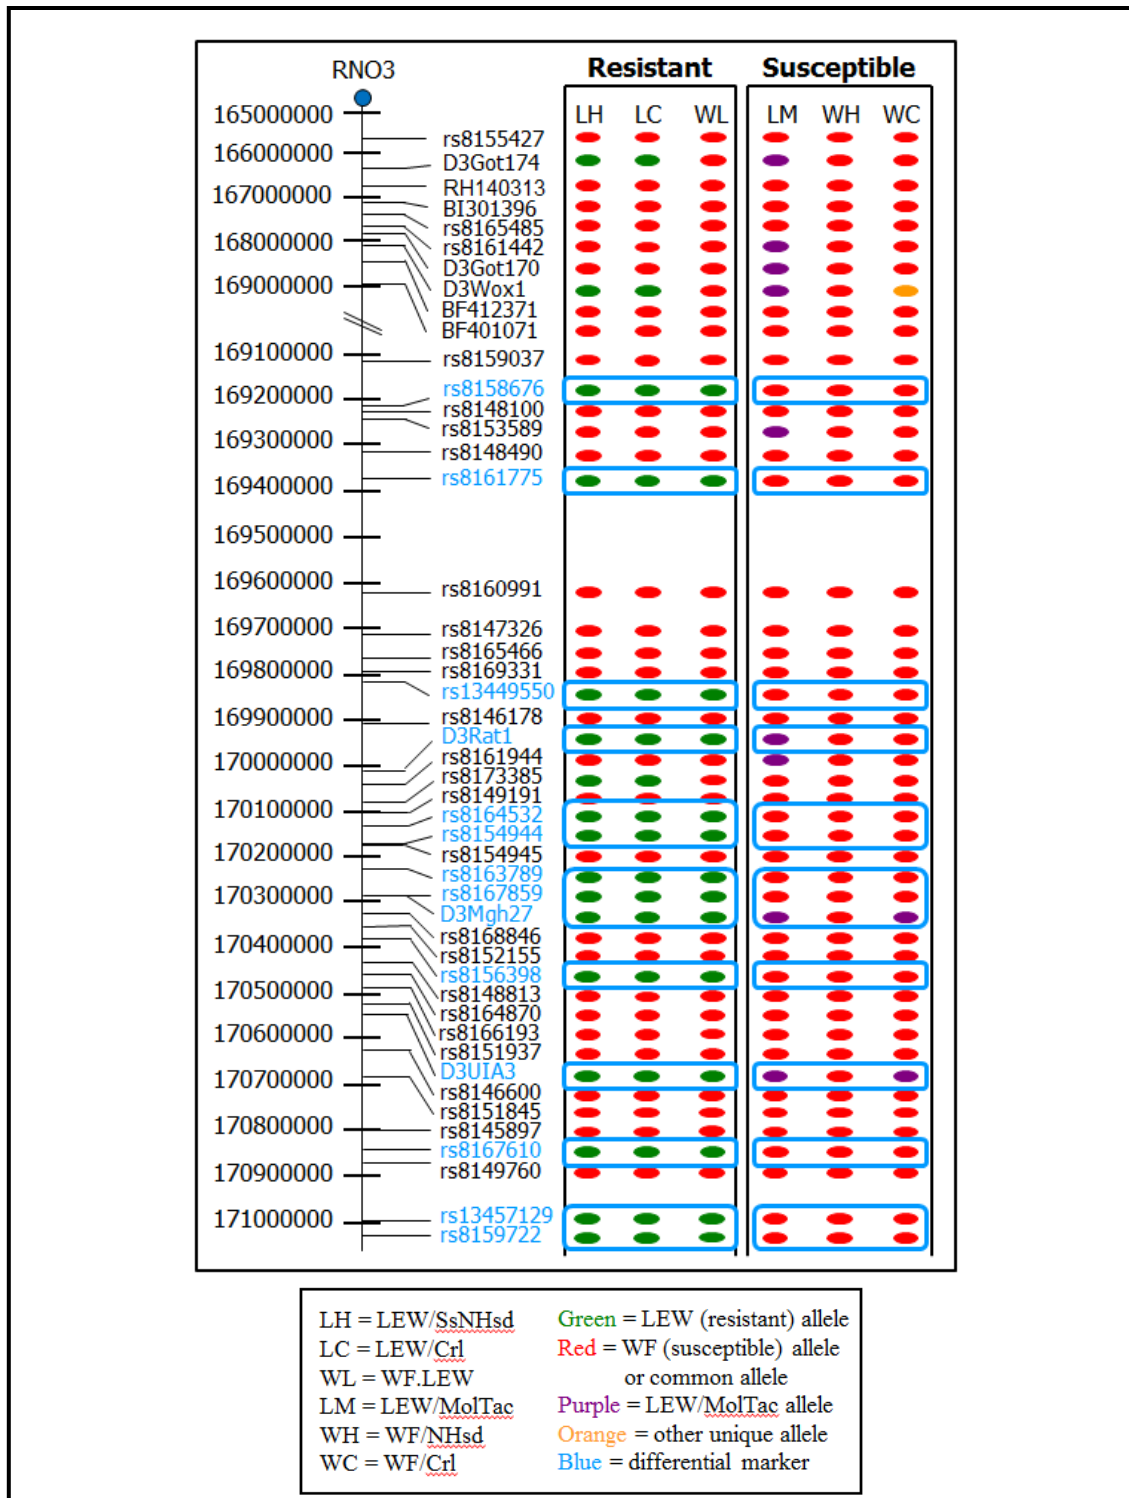 RNO3
Resistant Susceptible
LH LC WL LM WH WC
165000000
rs8155427
166000000
D3Got174
RH140313
167000000
BI301396
rs8165485
168000000
rs8161442
D3Got170
169000000
D3Wox1
BF412371
BF401071
169100000
rs8159037
rs8158676
169200000
rs8148100
rs8153589
169300000
rs8148490
rs8161775
169400000
169500000
169600000
rs8160991
169700000
rs8147326
rs8165466
169800000
rs8169331
rs13449550
169900000
rs8146178
D3Rat1
170000000
rs8161944
rs8173385
rs8149191
170100000
rs8164532
rs8154944
170200000
rs8154945
rs8163789
170300000
rs8167859
D3Mgh27
rs8168846
170400000
rs8152155
rs8156398
170500000
rs8148813
rs8164870
170600000
rs8166193
rs8151937
D3UIA3
170700000
rs8146600
rs8151845
170800000
rs8145897
rs8167610
170900000
rs8149760
171000000
rs13457129
rs8159722
LH = LEW/SsNHsd
LC = LEW/Crl
WL = WF.LEW
LM = LEW/MolTac
WH = WF/NHsd
WC = WF/Crl
Green = LEW (resistant) allele
Red = WF (susceptible) allele
or common allele
Purple = LEW/MolTac allele
Orange = other unique allele
Blue = differential marker